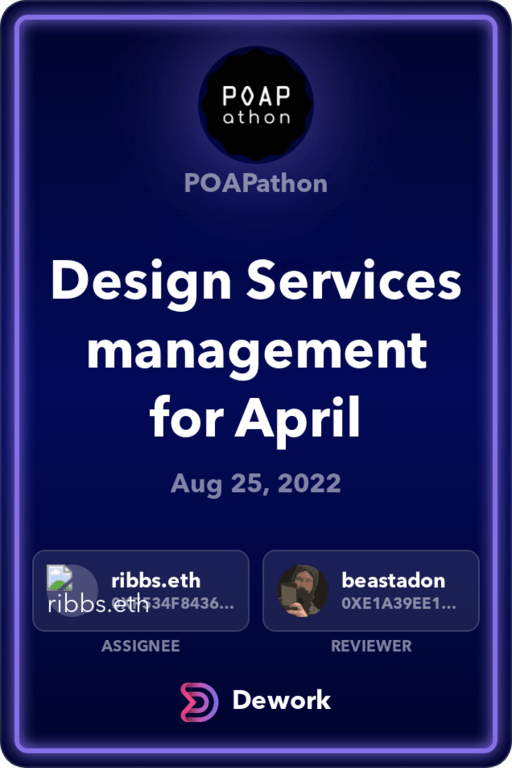 POAP
athon
POAPathon
Design Services
management
for April
Aug 25, 2022
ribbs.eth
ribbs.eth
beastadon
0XE1A39EE1...
ASSIGNEE
REVIEWER
Dework